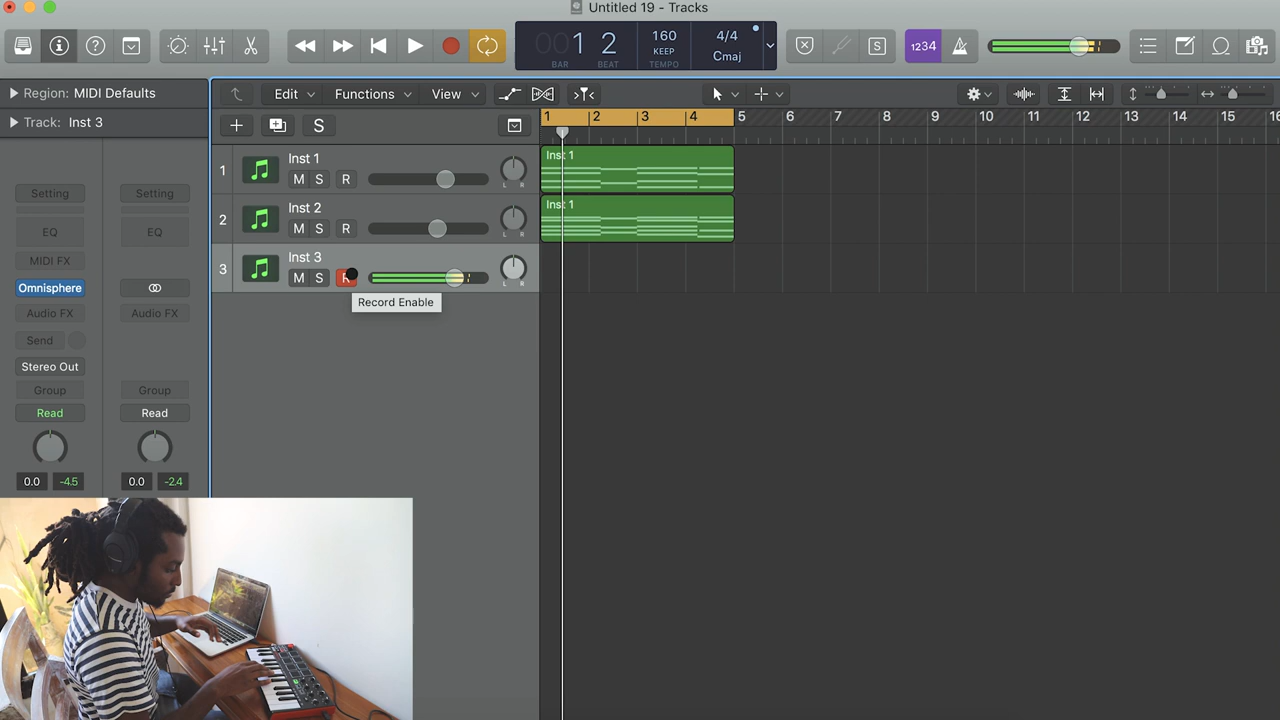 Untitled 19 - Tracks
001 2
BAR BEAT
160
KEEP
TEMPO
4/4
Cmaj
S
1234
Region: MIDI Defaults
Edit Functions View
Track: Inst 3
S
1 2 3 4 5 6 7 8 9 10 11 12 13 14 15 16
1 Inst 1
M S R
L R
Inst 1
2 Inst 2
M S R
L R
Inst 1
3 Inst 3
M S R
L R
Record Enable
Setting Setting
EQ EQ
MIDI FX
Omnisphere
Audio FX Audio FX
Send
Stereo Out
Group Group
Read Read
0.0 -4.5 0.0 -2.4